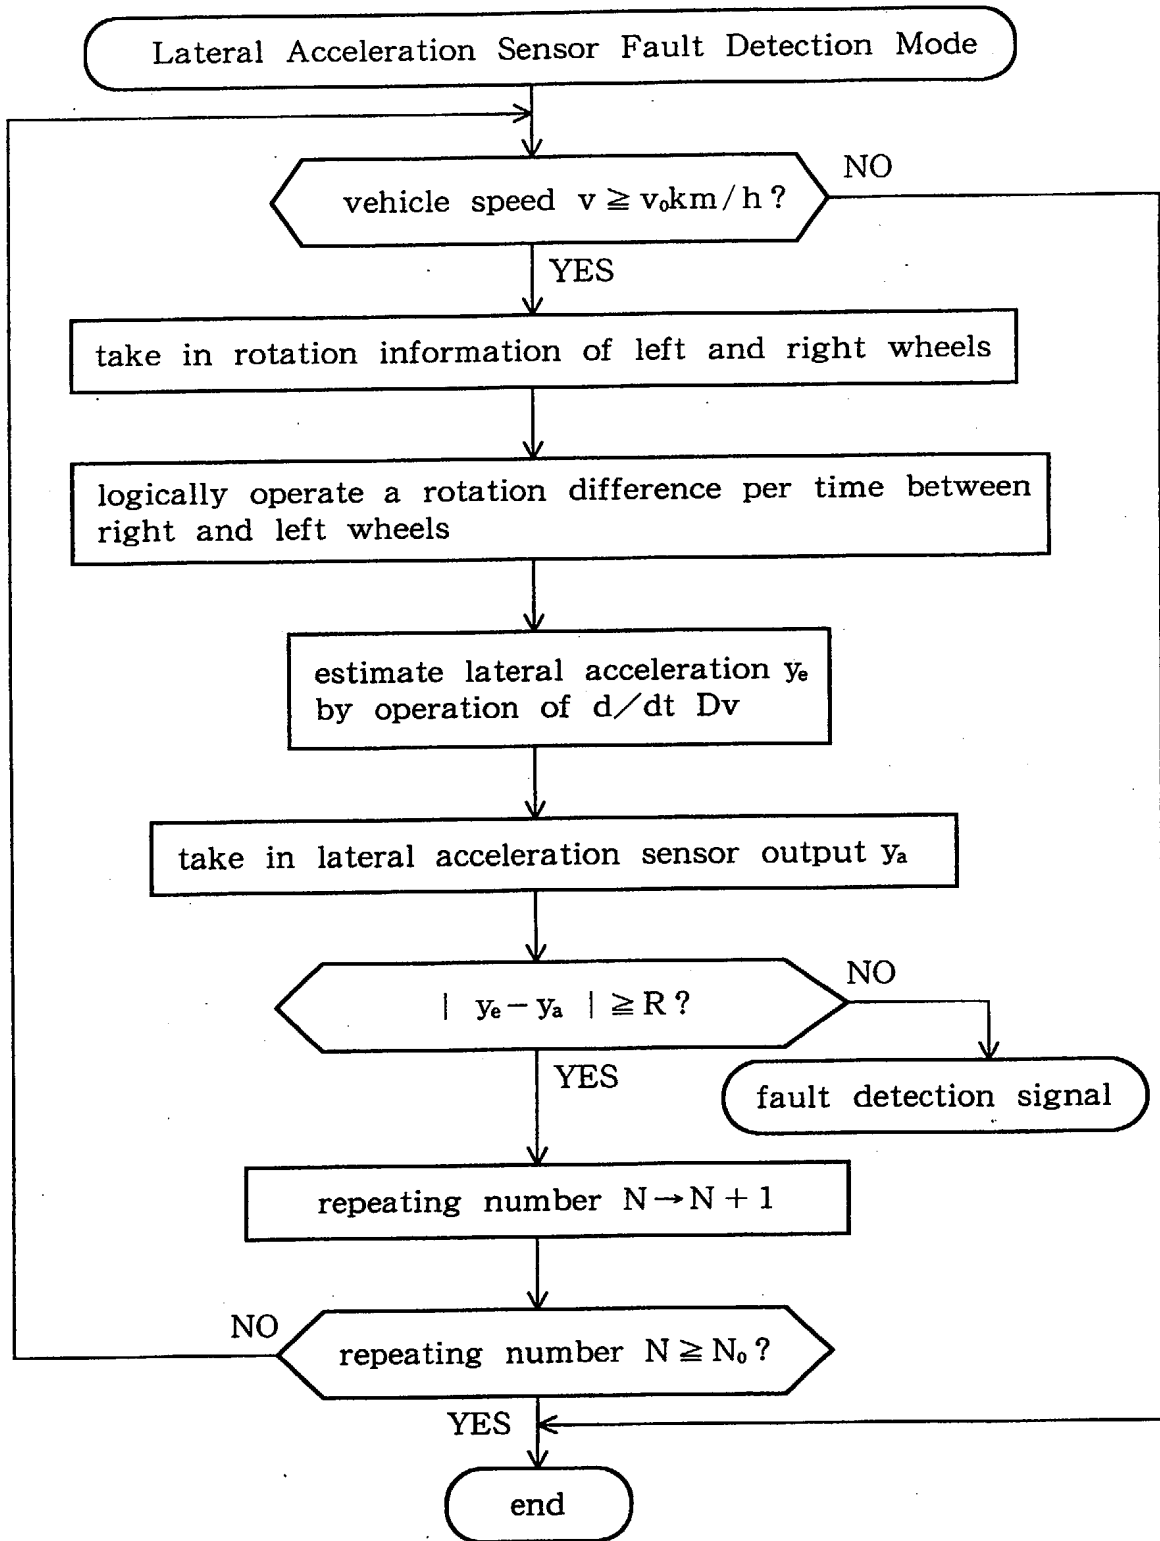 Lateral Acceleration Sensor Fault Detection Mode
vehicle speed v ≧ v₀km/h?
NO
YES
take in rotation information of left and right wheels
logically operate a rotation difference per time between
right and left wheels
estimate lateral acceleration yₑ
by operation of d/dt Dv
take in lateral acceleration sensor output yₐ
| yₑ − yₐ | ≧ R?
NO
YES
fault detection signal
repeating number N → N + 1
NO
repeating number N ≧ N₀?
YES
end